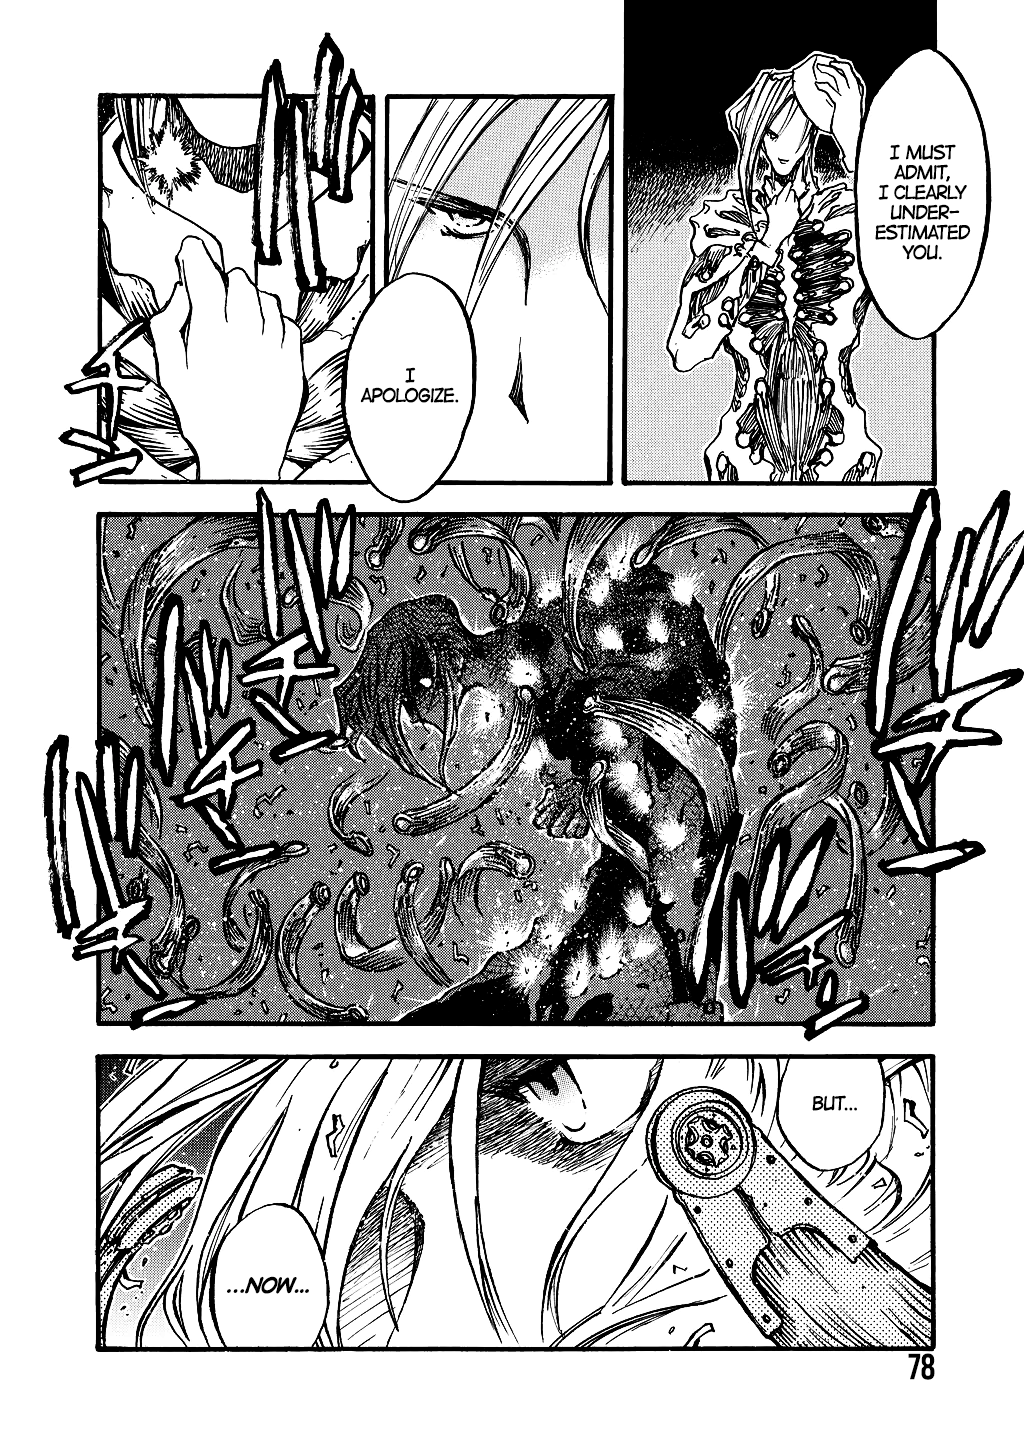 I MUST
ADMIT,
I CLEARLY
UNDER-
ESTIMATED
YOU.
I
APOLOGIZE.
BUT...
...NOW...
78